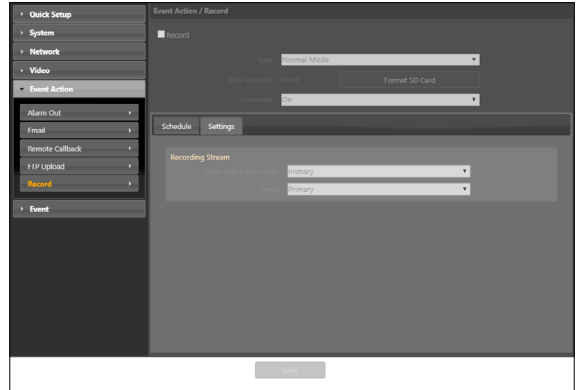 Quick Setup
System
Network
Video
Event Action
Alarm Out
Email
Remote Callback
FTP Upload
Record
Event
Event Action / Record
Record
Type Normal Mode
Total Capacity None Format SD Card
Overwrite On
Schedule Settings
Recording Stream
Primary
Event Primary
Save